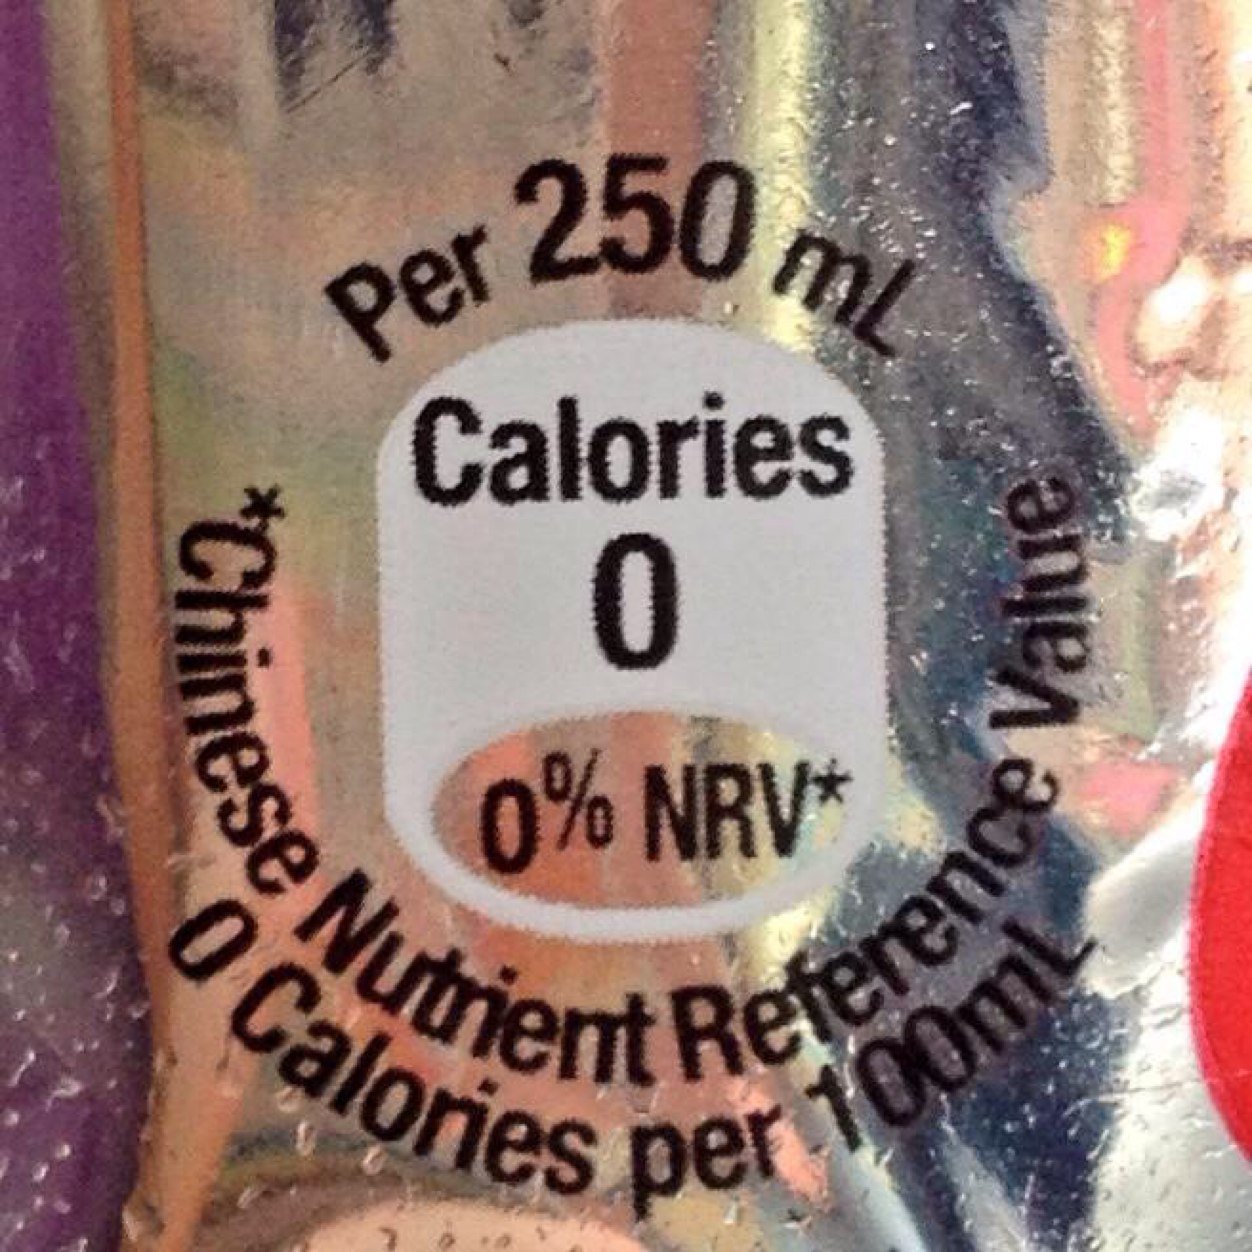 Per 250 mL
Calories
0
0% NRV*
*Chinese Nutrient Reference Value
0 Calories per 100mL